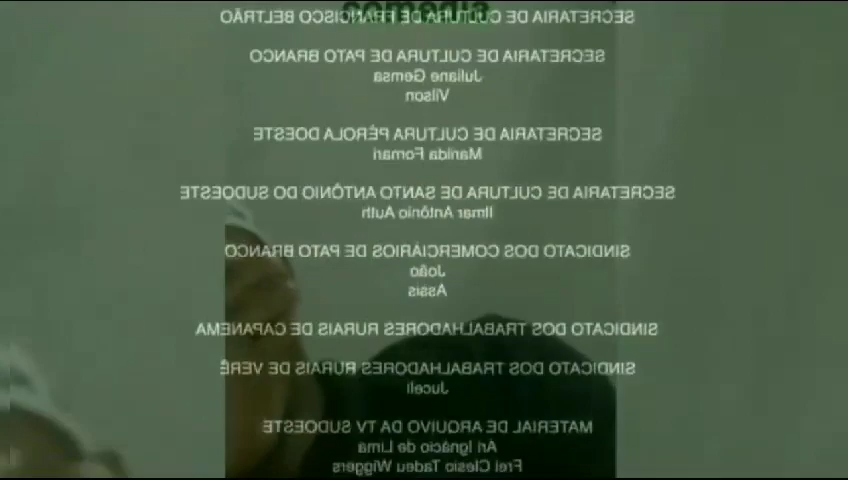 comédia
SECRETARIA DE CULTURA DE FRANCISCO BELTRÃO
SECRETARIA DE CULTURA DE PATO BRANCO
Juliane Gemsa
Vilson
SECRETARIA DE CULTURA PÉROLA DOESTE
Manida Fornari
SECRETARIA DE CULTURA DE SANTO ANTÔNIO DO SUDOESTE
Ilmar Antônio Auth
SINDICATO DOS COMERCIÁRIOS DE PATO BRANCO
João
Assis
SINDICATO DOS TRABALHADORES RURAIS DE CAPANEMA
SINDICATO DOS TRABALHADORES RURAIS DE VERÊ
Juceli
MATERIAL DE ARQUIVO DA TV SUDOESTE
Ari Ignácio de Lima
Frei Clesio Tadeu Wiggers